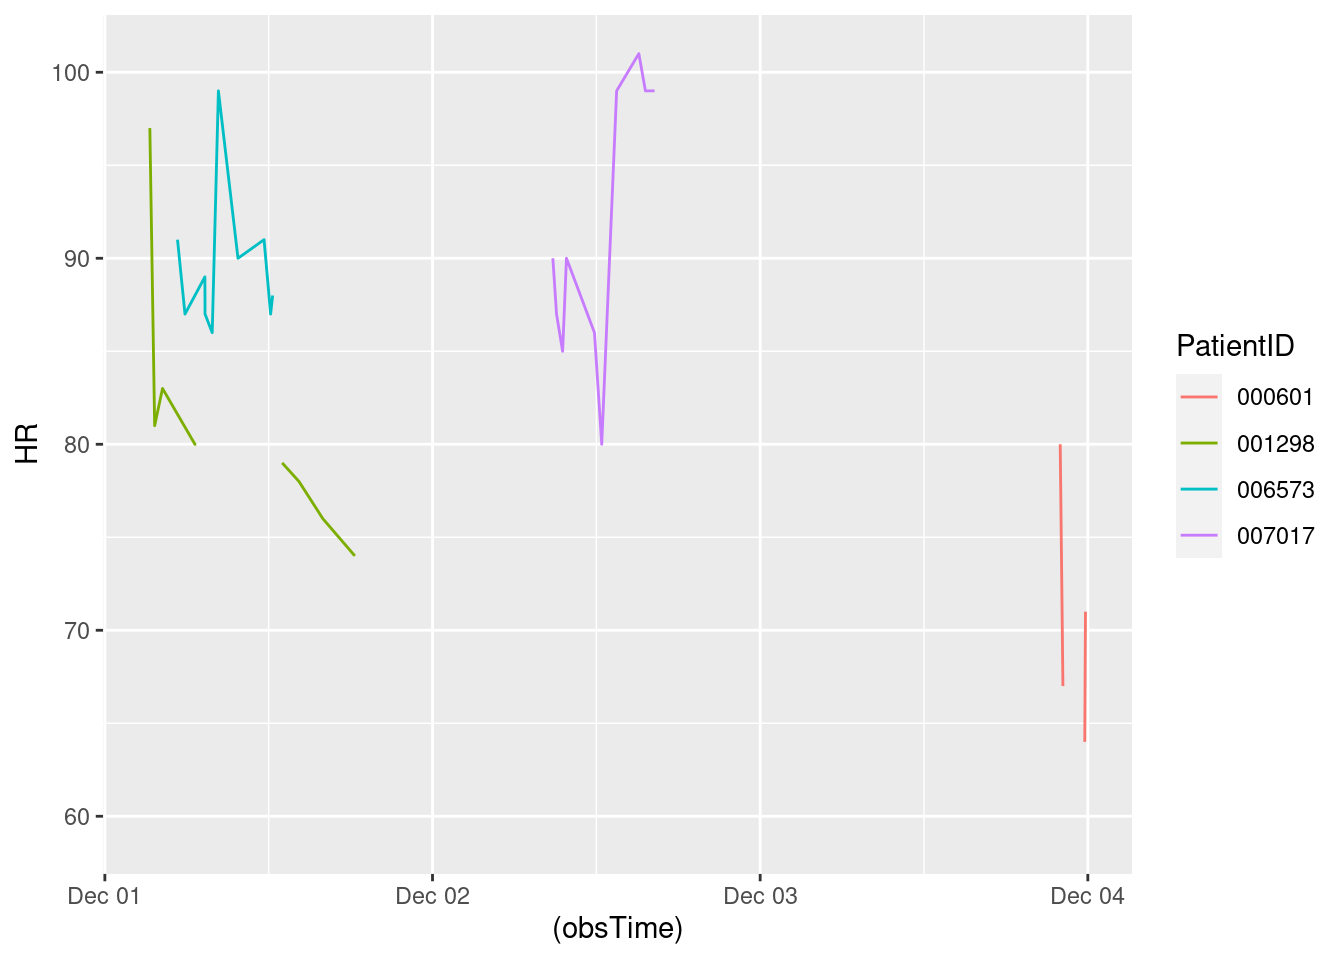 HR
100
90
80
70
60
Dec 01
Dec 02
Dec 03
Dec 04
(obsTime)
PatientID
000601
001298
006573
007017